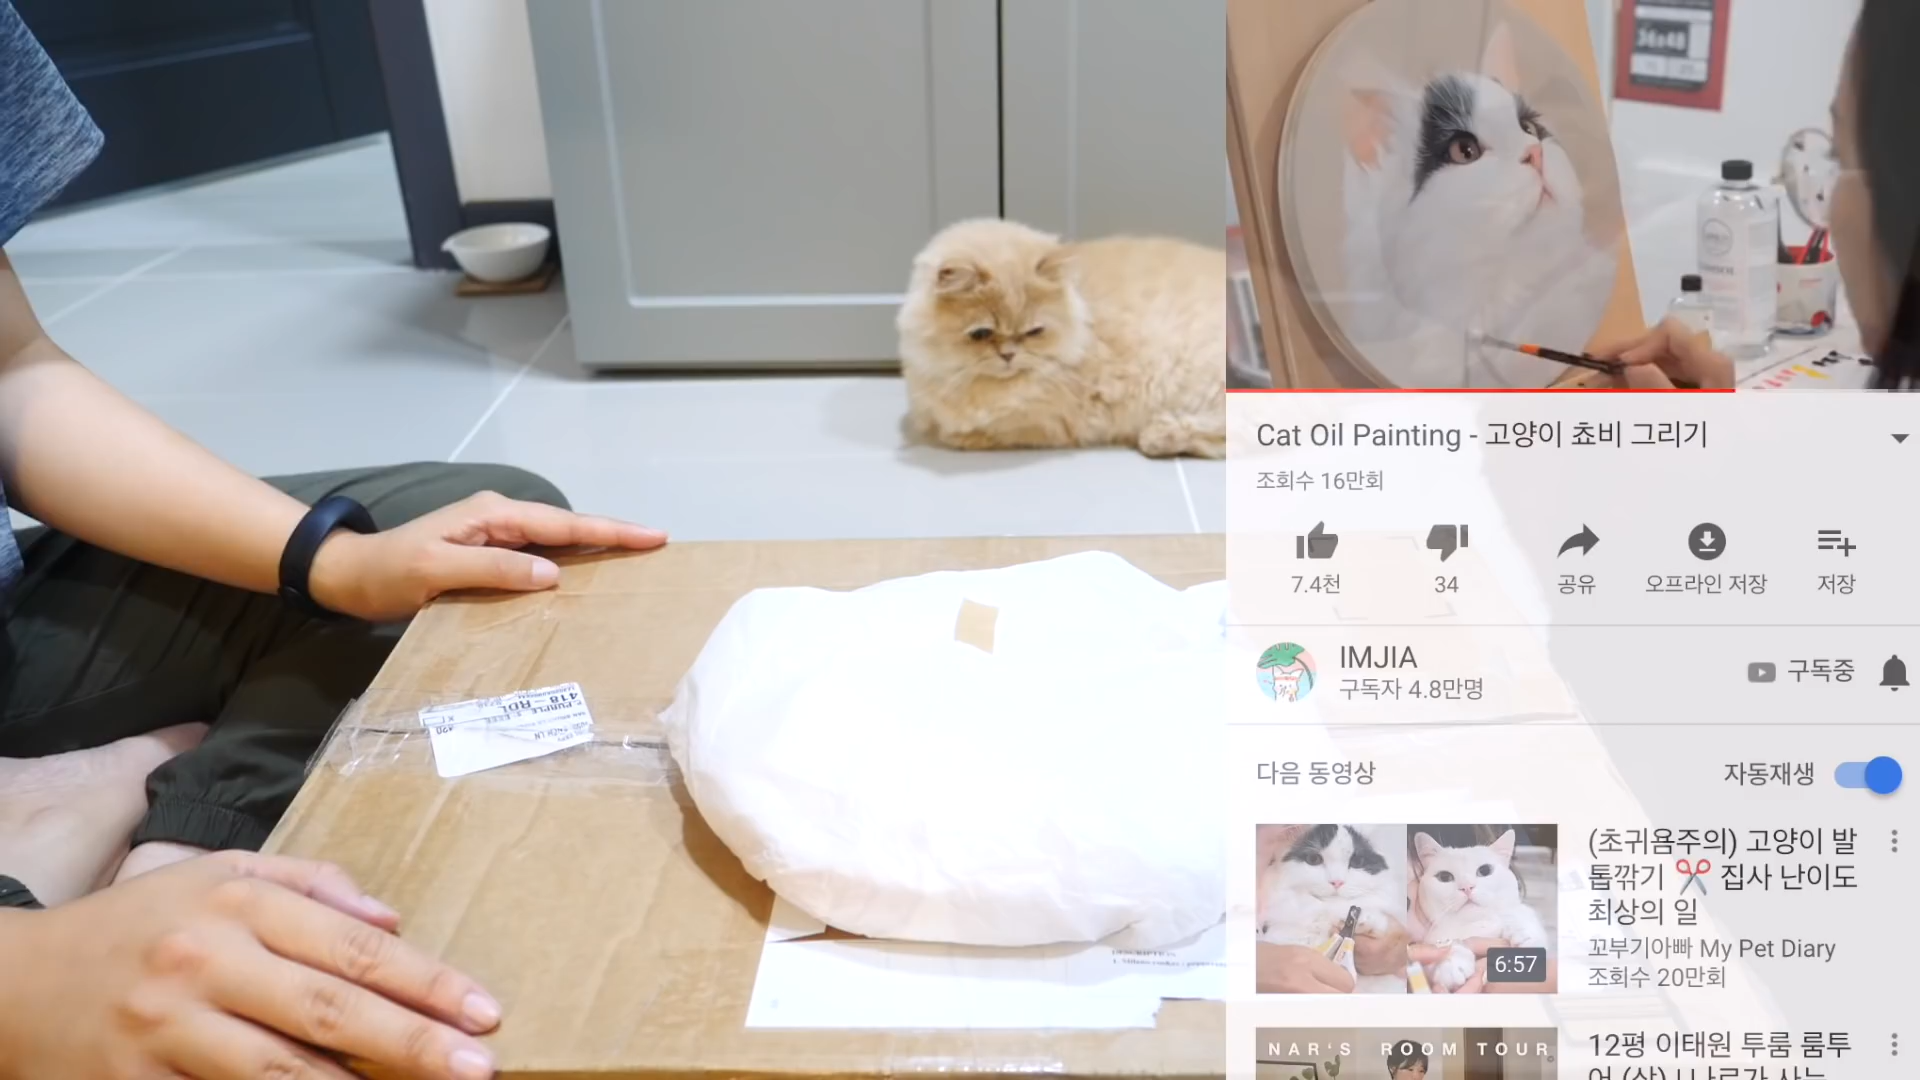 Cat Oil Painting - 고양이 쵸비 그리기
조회수 16만회
7.4천
34
공유
오프라인 저장
저장
IMJIA
구독자 4.8만명
구독중
다음 동영상
자동재생
(초귀욤주의) 고양이 발
톱깎기 ✂️ 집사 난이도
최상의 일
꼬부기아빠 My Pet Diary
조회수 20만회
6:57
NAR'S ROOM TOUR
12평 이태원 투룸 룸투
418 - RDL